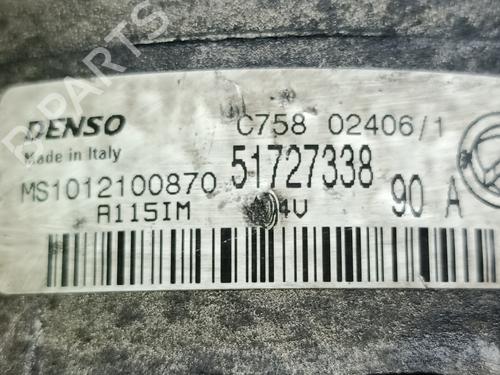 DENSO C758 02406/1
Made in Italy
MS1012100870 51727338 90 A
A115IM 4V